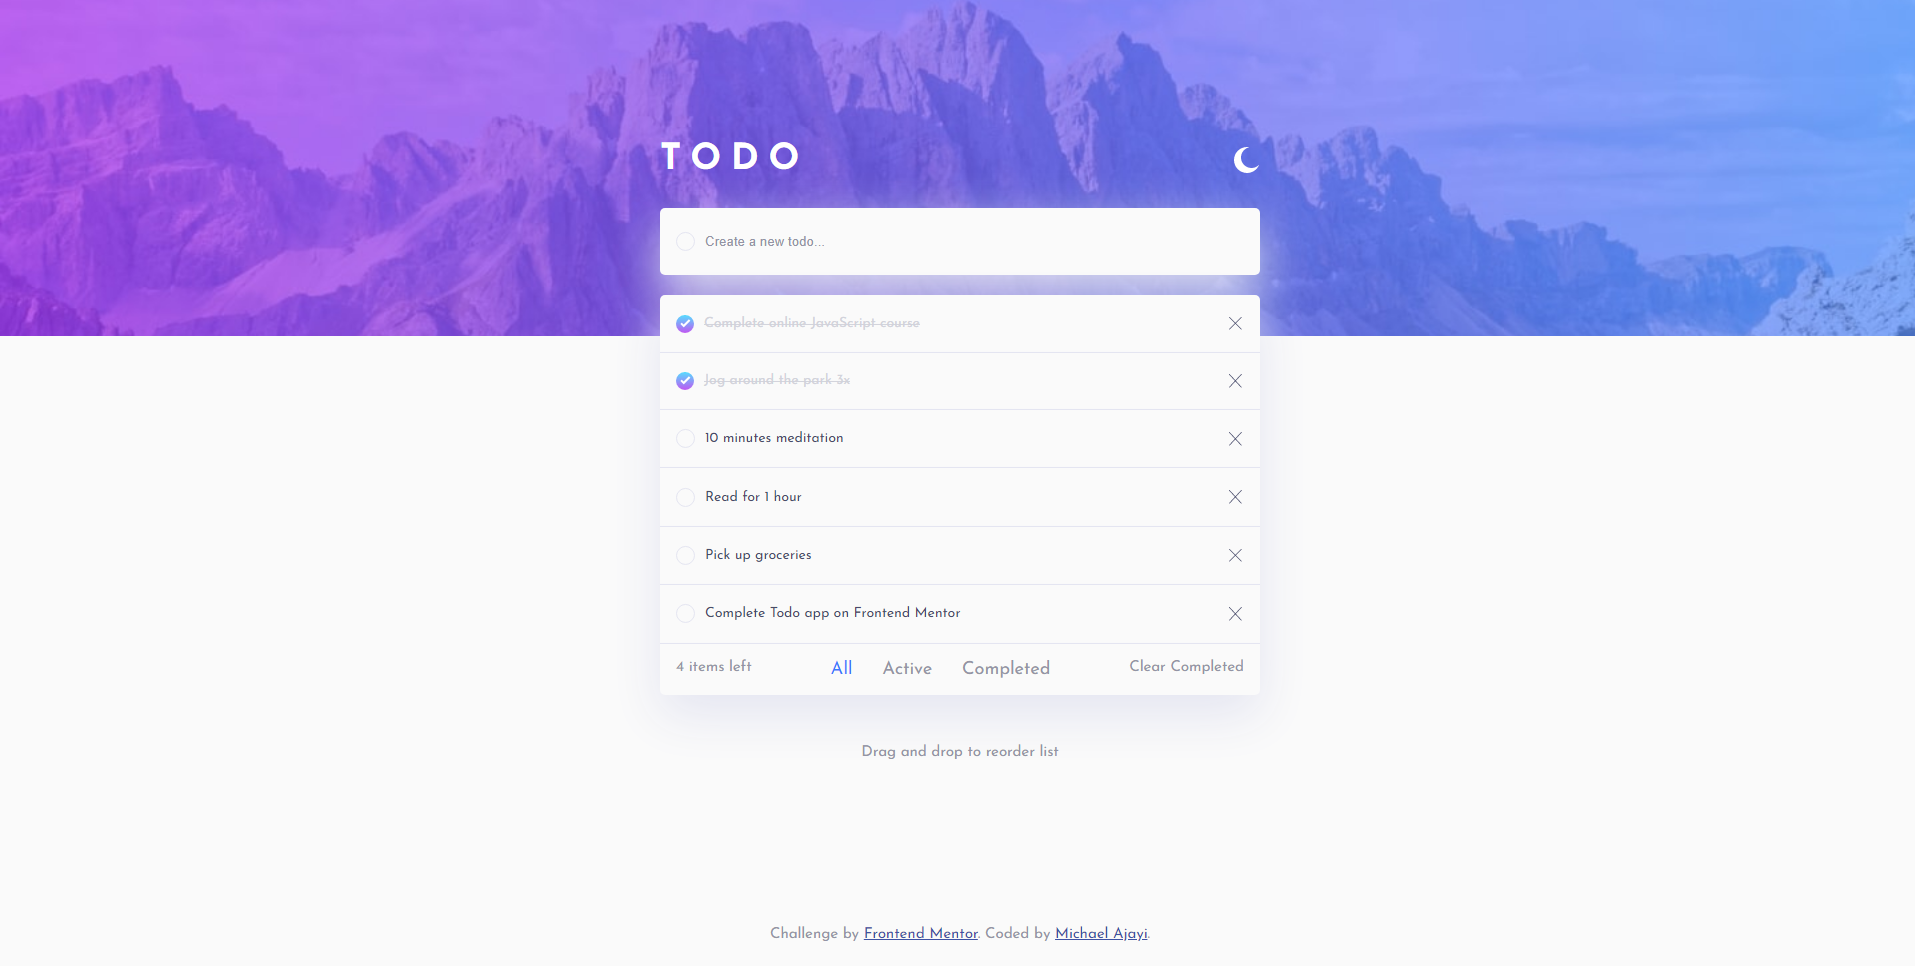 TODO
Create a new todo...
Complete online JavaScript course
Jog around the park 3x
10 minutes meditation
Read for 1 hour
Pick up groceries
Complete Todo app on Frontend Mentor
4 items left All Active Completed Clear Completed
Drag and drop to reorder list
Challenge by Frontend Mentor. Coded by Michael Ajayi.